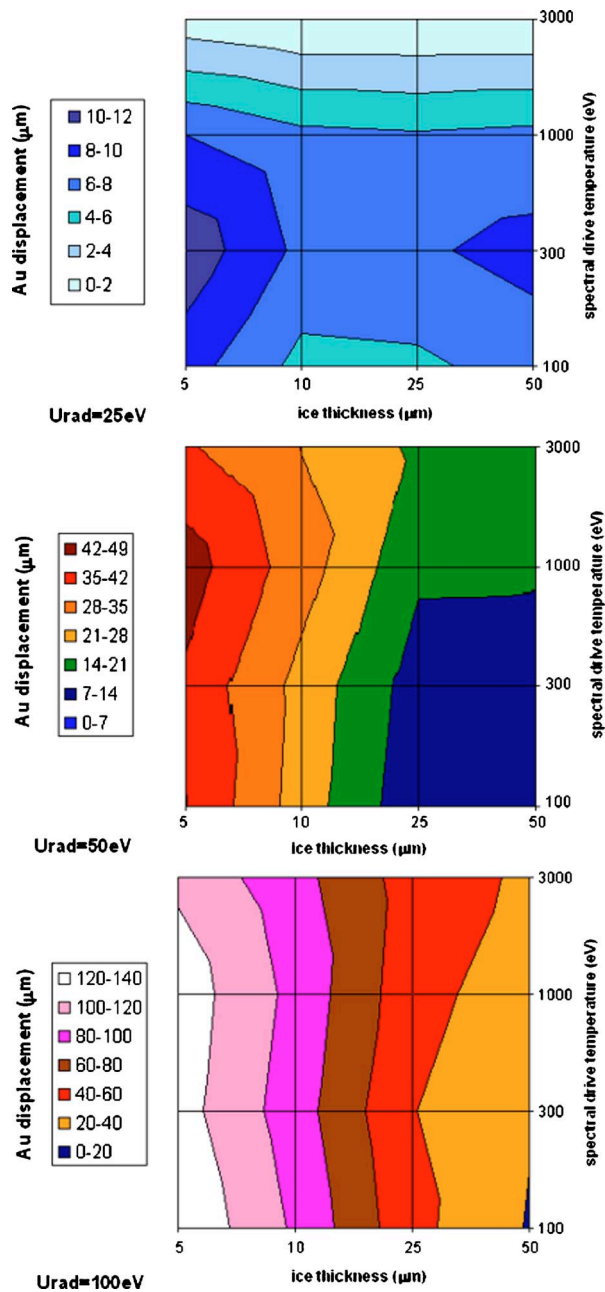 Au displacement (μm)
10-12
8-10
6-8
4-6
2-4
0-2
3000
1000
300
100
spectral drive temperature (eV)
5 10 25 50
Urad=25eV
ice thickness (μm)
Au displacement (μm)
42-49
35-42
28-35
21-28
14-21
7-14
0-7
3000
1000
300
100
spectral drive temperature (eV)
5 10 25 50
Urad=50eV
ice thickness (μm)
Au displacement (μm)
120-140
100-120
80-100
60-80
40-60
20-40
0-20
3000
1000
300
100
spectral drive temperature (eV)
5 10 25 50
Urad=100eV
ice thickness (μm)